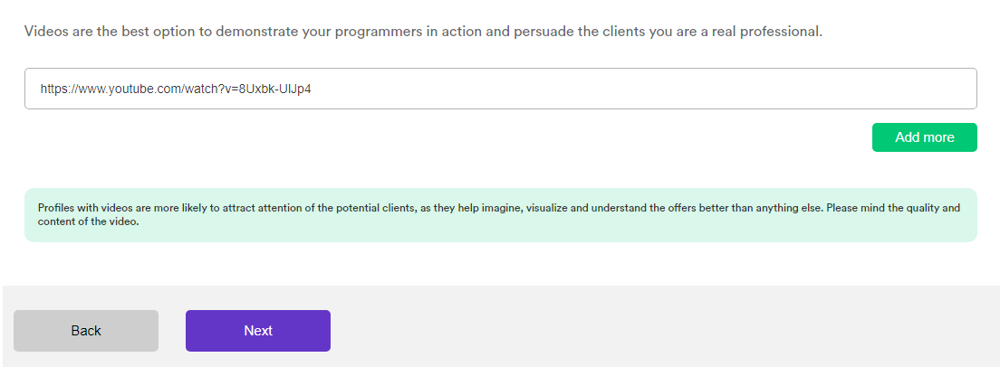 Videos are the best option to demonstrate your programmers in action and persuade the clients you are a real professional.
https://www.youtube.com/watch?v=8Uxbk-UIJp4
Add more
Profiles with videos are more likely to attract attention of the potential clients, as they help imagine, visualize and understand the offers better than anything else. Please mind the quality and
content of the video.
Back
Next